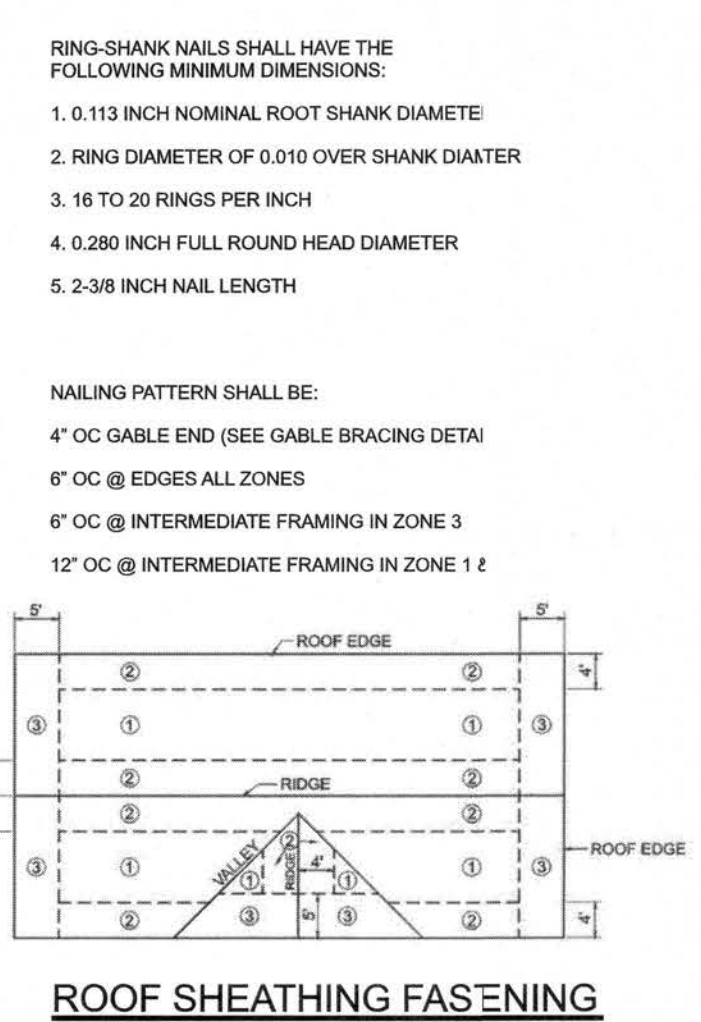 RING-SHANK NAILS SHALL HAVE THE
FOLLOWING MINIMUM DIMENSIONS:
1. 0.113 INCH NOMINAL ROOT SHANK DIAMETE
2. RING DIAMETER OF 0.010 OVER SHANK DIAMTER
3. 16 TO 20 RINGS PER INCH
4. 0.280 INCH FULL ROUND HEAD DIAMETER
5. 2-3/8 INCH NAIL LENGTH
NAILING PATTERN SHALL BE:
4" OC GABLE END (SEE GABLE BRACING DETAI
6" OC @ EDGES ALL ZONES
6" OC @ INTERMEDIATE FRAMING IN ZONE 3
12" OC @ INTERMEDIATE FRAMING IN ZONE 1 &
5' 5'
ROOF EDGE
2 2 4'
3 1 1 3
2 2
RIDGE
2 2
2
3 1 VALLEY 1 RIDGE 4' 1 1 3 ROOF EDGE
2 3 5' 3 2 4'
ROOF SHEATHING FASTENING